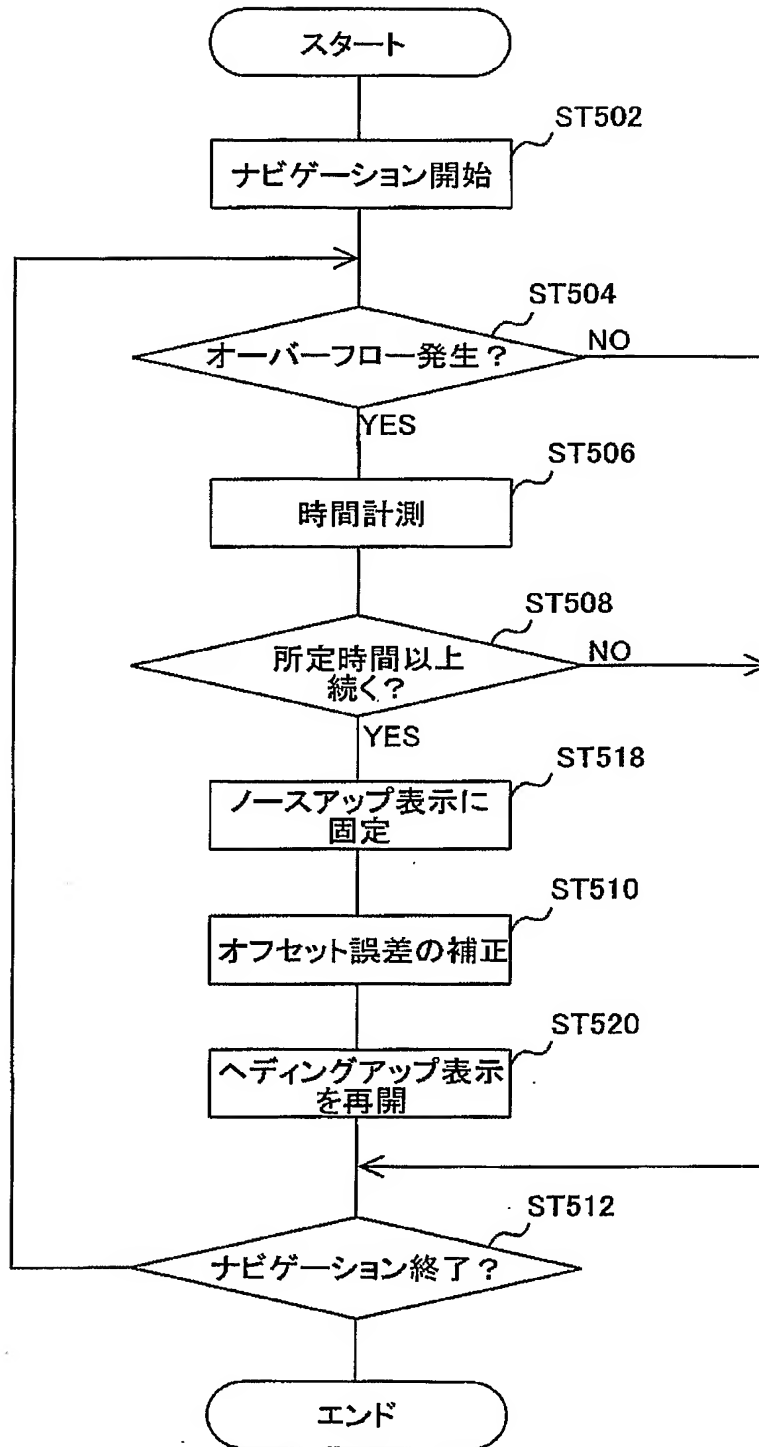 スタート
ST502
ナビゲーション開始
ST504
オーバーフロー発生？
NO
YES
ST506
時間計測
ST508
所定時間以上
続く？
NO
YES
ST518
ノースアップ表示に
固定
ST510
オフセット誤差の補正
ST520
ヘディングアップ表示
を再開
ST512
ナビゲーション終了？
エンド